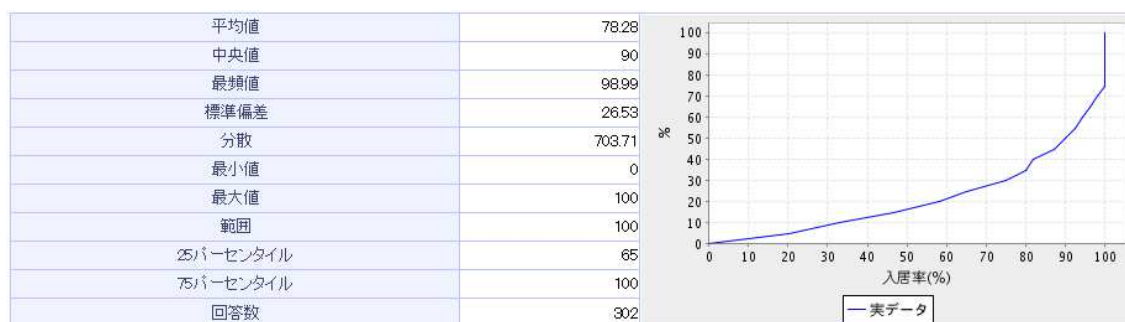 平均値 78.28
中央値 90
最頻値 98.99
標準偏差 26.53
分散 703.71
最小値 0
最大値 100
範囲 100
25パーセンタイル 65
75パーセンタイル 100
回答数 302
100
90
80
70
60
50
40
30
20
10
0
%
0 10 20 30 40 50 60 70 80 90 100
入居率(%)
実データ